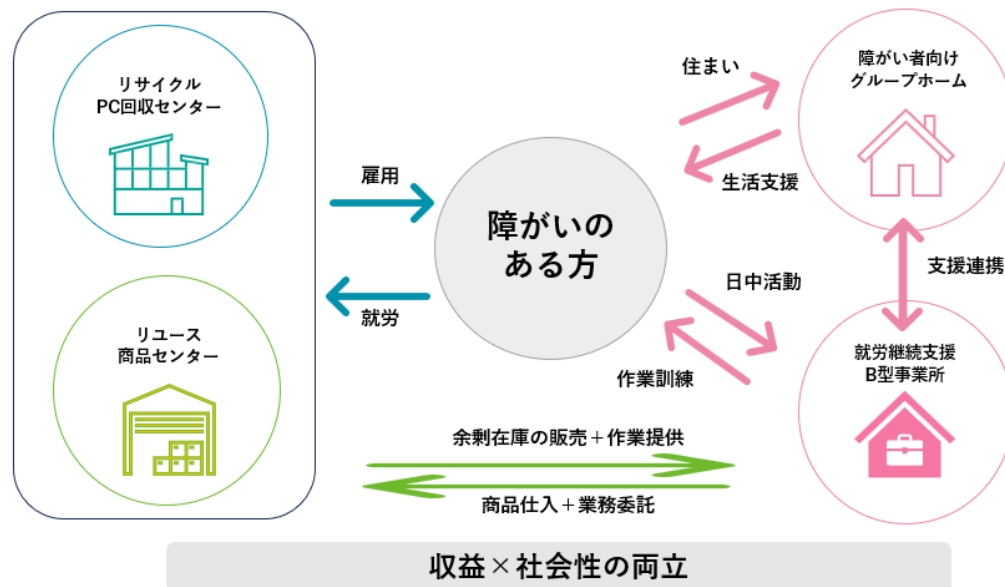 リサイクル
PC回収センター
リユース
商品センター
雇用
就労
障がいの
ある方
住まい
生活支援
障がい者向け
グループホーム
支援連携
日中活動
作業訓練
就労継続支援
B型事業所
余剰在庫の販売＋作業提供
商品仕入＋業務委託
収益×社会性の両立